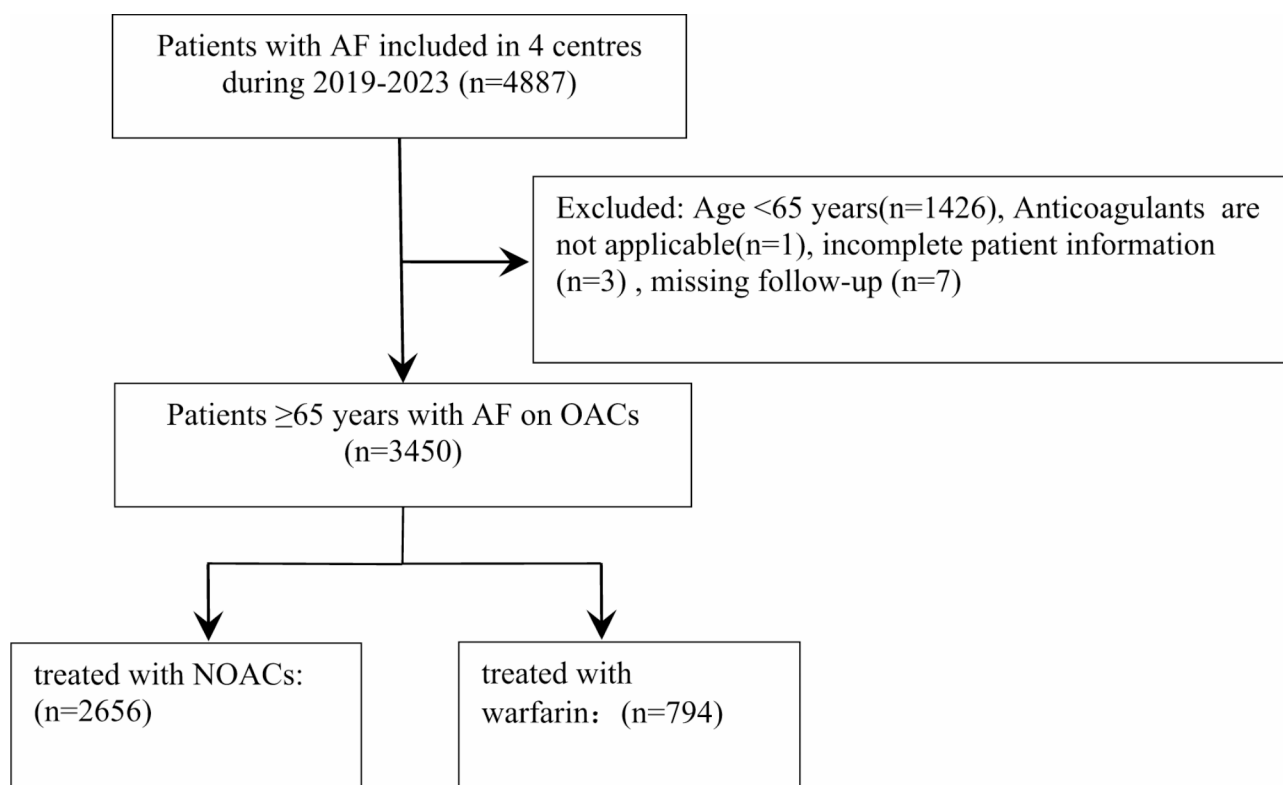 Patients with AF included in 4 centres
during 2019-2023 (n=4887)
Excluded: Age <65 years(n=1426), Anticoagulants  are
not applicable(n=1), incomplete patient information
(n=3) , missing follow-up (n=7)
Patients ≥65 years with AF on OACs
(n=3450)
treated with NOACs:
(n=2656)
treated with
warfarin：(n=794)